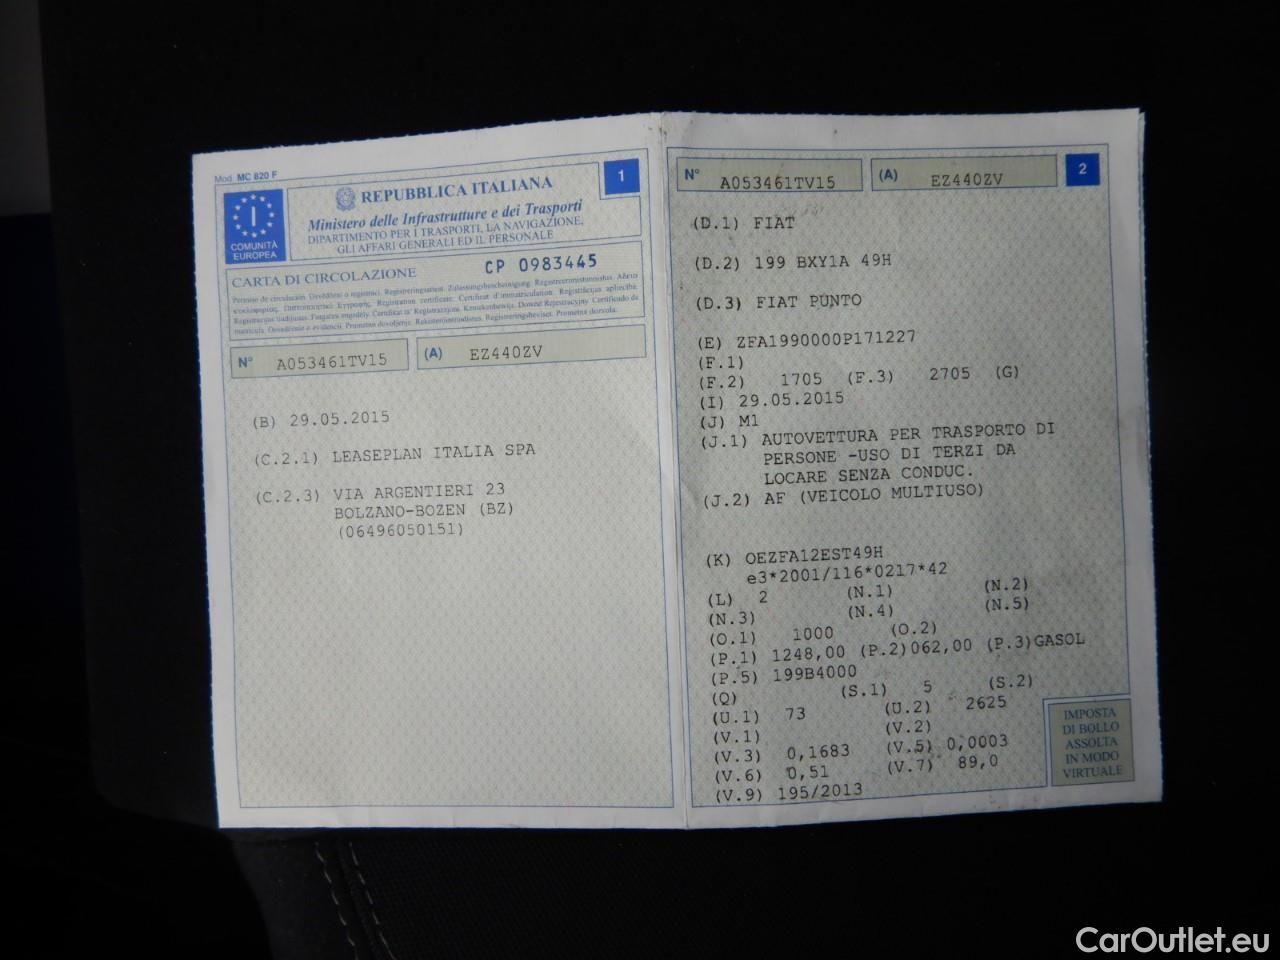 Mod. MC 820 F
1
I
COMUNITÀ
EUROPEA
REPUBBLICA ITALIANA
Ministero delle Infrastrutture e dei Trasporti
DIPARTIMENTO PER I TRASPORTI, LA NAVIGAZIONE,
GLI AFFARI GENERALI ED IL PERSONALE
CARTA DI CIRCOLAZIONE CP 0983445
N° A053461TV15 (A) EZ440ZV
(B) 29.05.2015
(C.2.1) LEASEPLAN ITALIA SPA
(C.2.3) VIA ARGENTIERI 23
BOLZANO-BOZEN (BZ)
(06496050151)
N° A053461TV15 (A) EZ440ZV 2
(D.1) FIAT
(D.2) 199 BXY1A 49H
(D.3) FIAT PUNTO
(E) ZFA1990000P171227
(F.1)
(F.2) 1705 (F.3) 2705 (G)
(I) 29.05.2015
(J) M1
(J.1) AUTOVETTURA PER TRASPORTO DI
PERSONE -USO DI TERZI DA
LOCARE SENZA CONDUC.
(J.2) AF (VEICOLO MULTIUSO)
(K) OEZFA12EST49H
e3*2001/116*0217*42
(L) 2 (N.1) (N.2)
(N.3) (N.4) (N.5)
(O.1) 1000 (O.2)
(P.1) 1248,00 (P.2)062,00 (P.3)GASOL
(P.5) 199B4000
(Q) (S.1) 5 (S.2)
(U.1) 73 (U.2) 2625
(V.1) (V.2)
(V.3) 0,1683 (V.5) 0,0003
(V.6) 0,51 (V.7) 89,0
(V.9) 195/2013
IMPOSTA
DI BOLLO
ASSOLTA
IN MODO
VIRTUALE
CarOutlet.eu